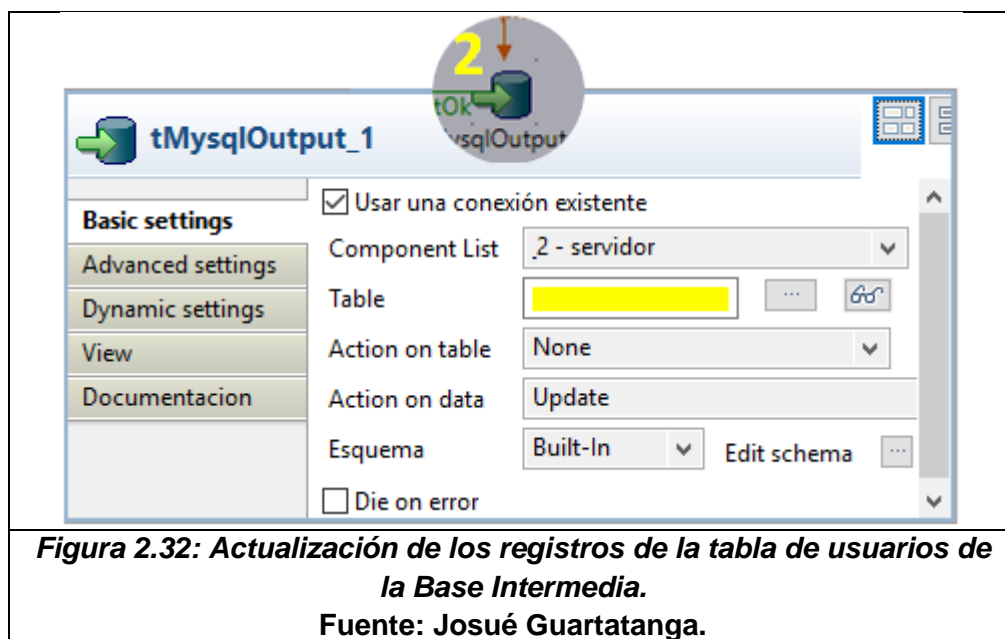 2
tOk
ysqlOutput
tMysqlOutput_1
Basic settings
Advanced settings
Dynamic settings
View
Documentacion
Usar una conexión existente
Component List _2 - servidor
Table ...
Action on table None
Action on data Update
Esquema Built-In Edit schema ...
Die on error
Figura 2.32: Actualización de los registros de la tabla de usuarios de
la Base Intermedia.
Fuente: Josué Guartatanga.